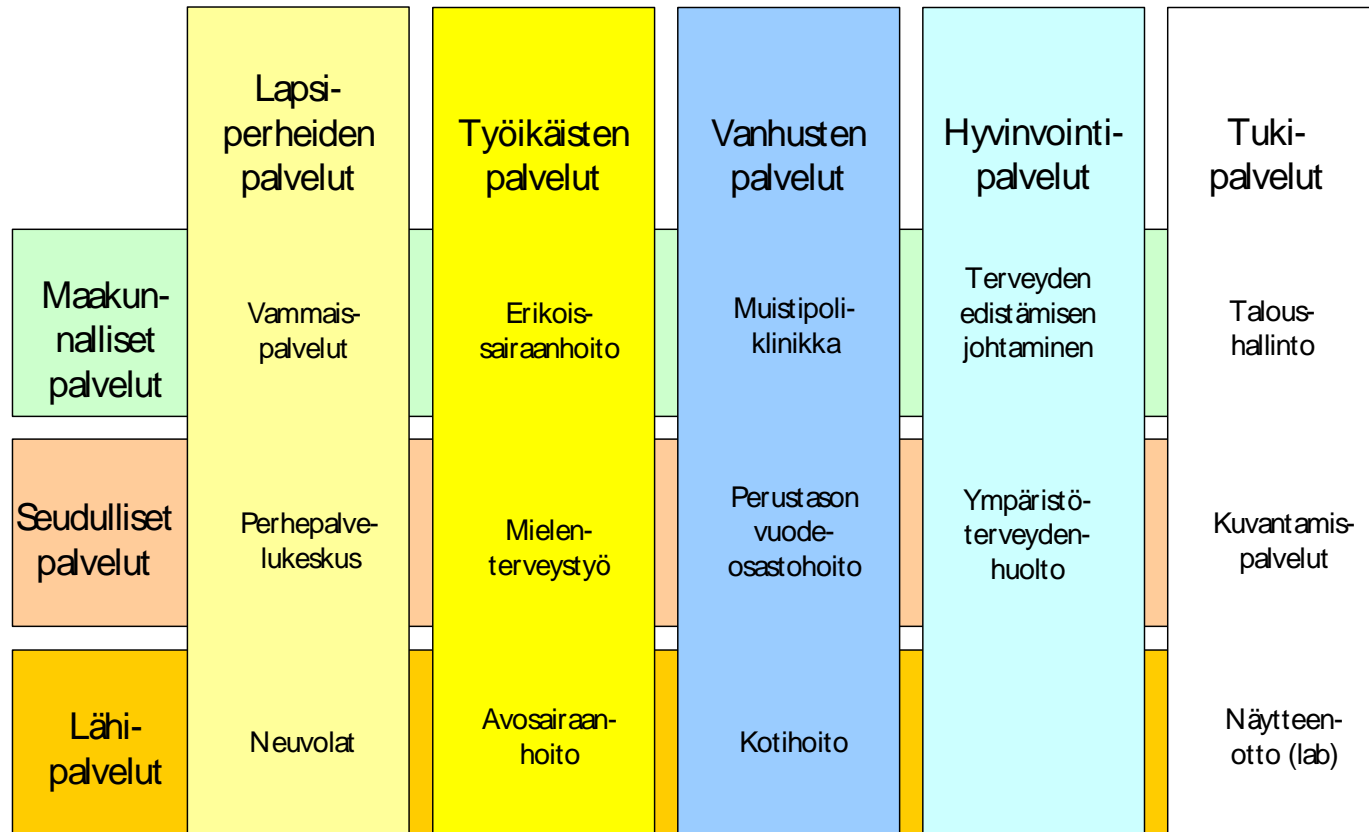 Lapsi-
perheiden
palvelut
Työikäisten
palvelut
Vanhusten
palvelut
Hyvinvointi-
palvelut
Tuki-
palvelut
Maakun-
nalliset
palvelut
Vammais-
palvelut
Erikois-
sairaanhoito
Muistipoli-
klinikka
Terveyden
edistämisen
johtaminen
Talous-
hallinto
Seudulliset
palvelut
Perhepalve-
lukeskus
Mielen-
terveystyö
Perustason
vuode-
osastohoito
Ympäristö-
terveyden-
huolto
Kuvantamis-
palvelut
Lähi-
palvelut
Neuvolat
Avosairaan-
hoito
Kotihoito
Näytteen-
otto (lab)